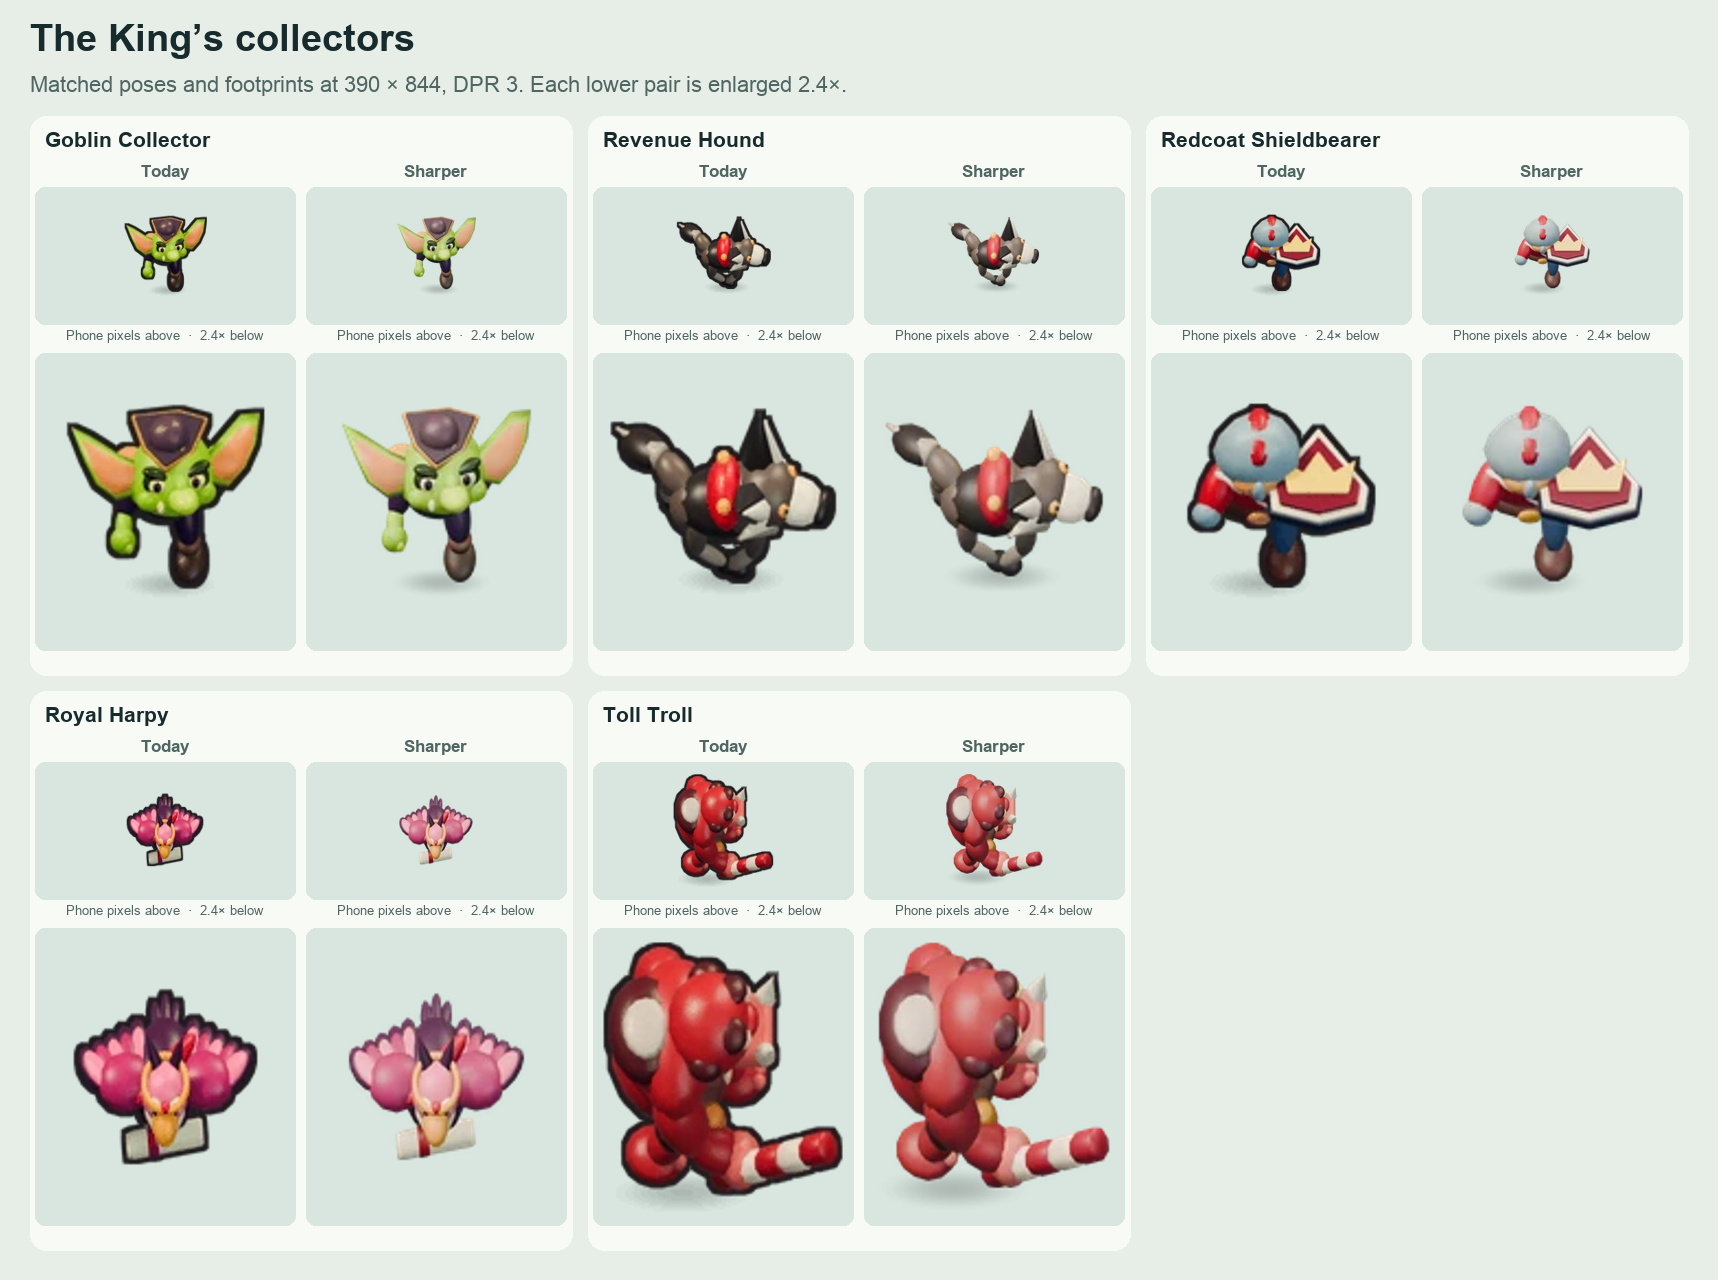 The King’s collectors
Matched poses and footprints at 390 × 844, DPR 3. Each lower pair is enlarged 2.4×.
Goblin Collector
Today
Sharper
Phone pixels above · 2.4× below
Phone pixels above · 2.4× below
Revenue Hound
Today
Sharper
Phone pixels above · 2.4× below
Phone pixels above · 2.4× below
Redcoat Shieldbearer
Today
Sharper
Phone pixels above · 2.4× below
Phone pixels above · 2.4× below
Royal Harpy
Today
Sharper
Phone pixels above · 2.4× below
Phone pixels above · 2.4× below
Toll Troll
Today
Sharper
Phone pixels above · 2.4× below
Phone pixels above · 2.4× below